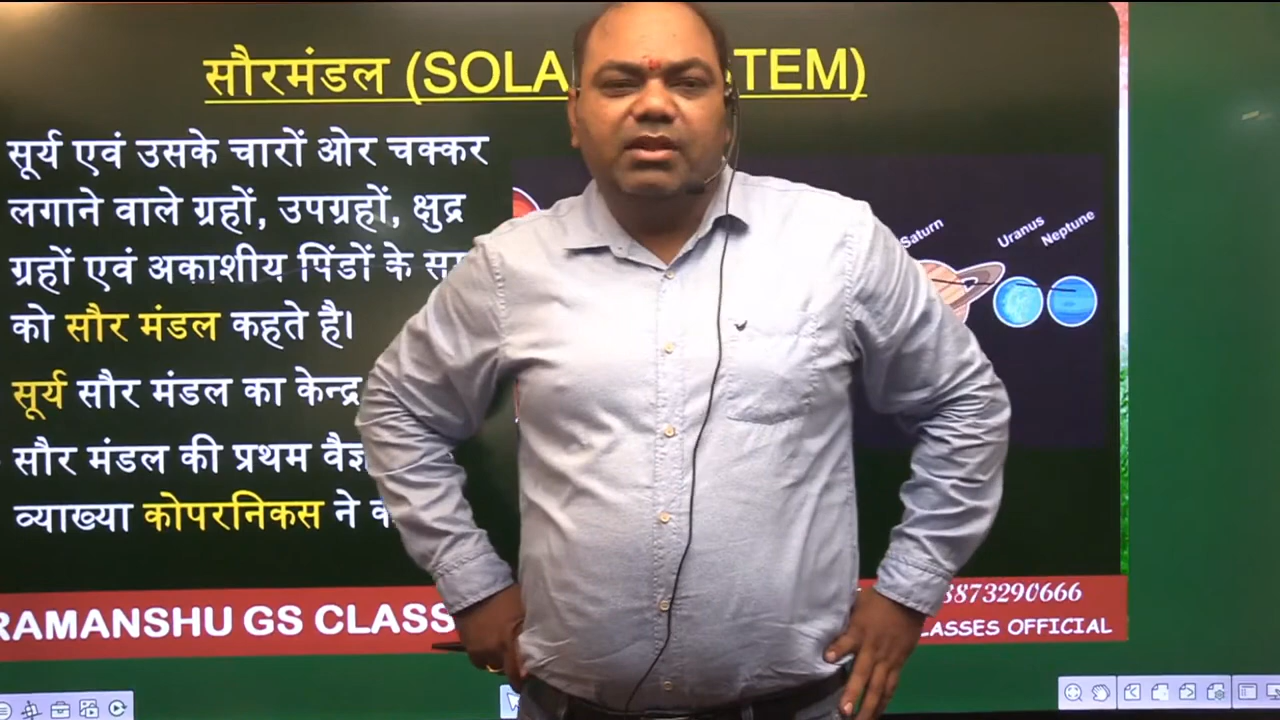 सौरमंडल (SOLA TEM)
सूर्य एवं उसके चारों ओर चक्कर
लगाने वाले ग्रहों, उपग्रहों, क्षुद्र
ग्रहों एवं अकाशीय पिंडों के
को सौर मंडल कहते है।
सूर्य सौर मंडल का केन्द्र
सौर मंडल की प्रथम
व्याख्या कोपरनिकस ने
Saturn
Uranus
Neptune
RAMANSHU GS CLASS
8873290666
LASSES OFFICIAL